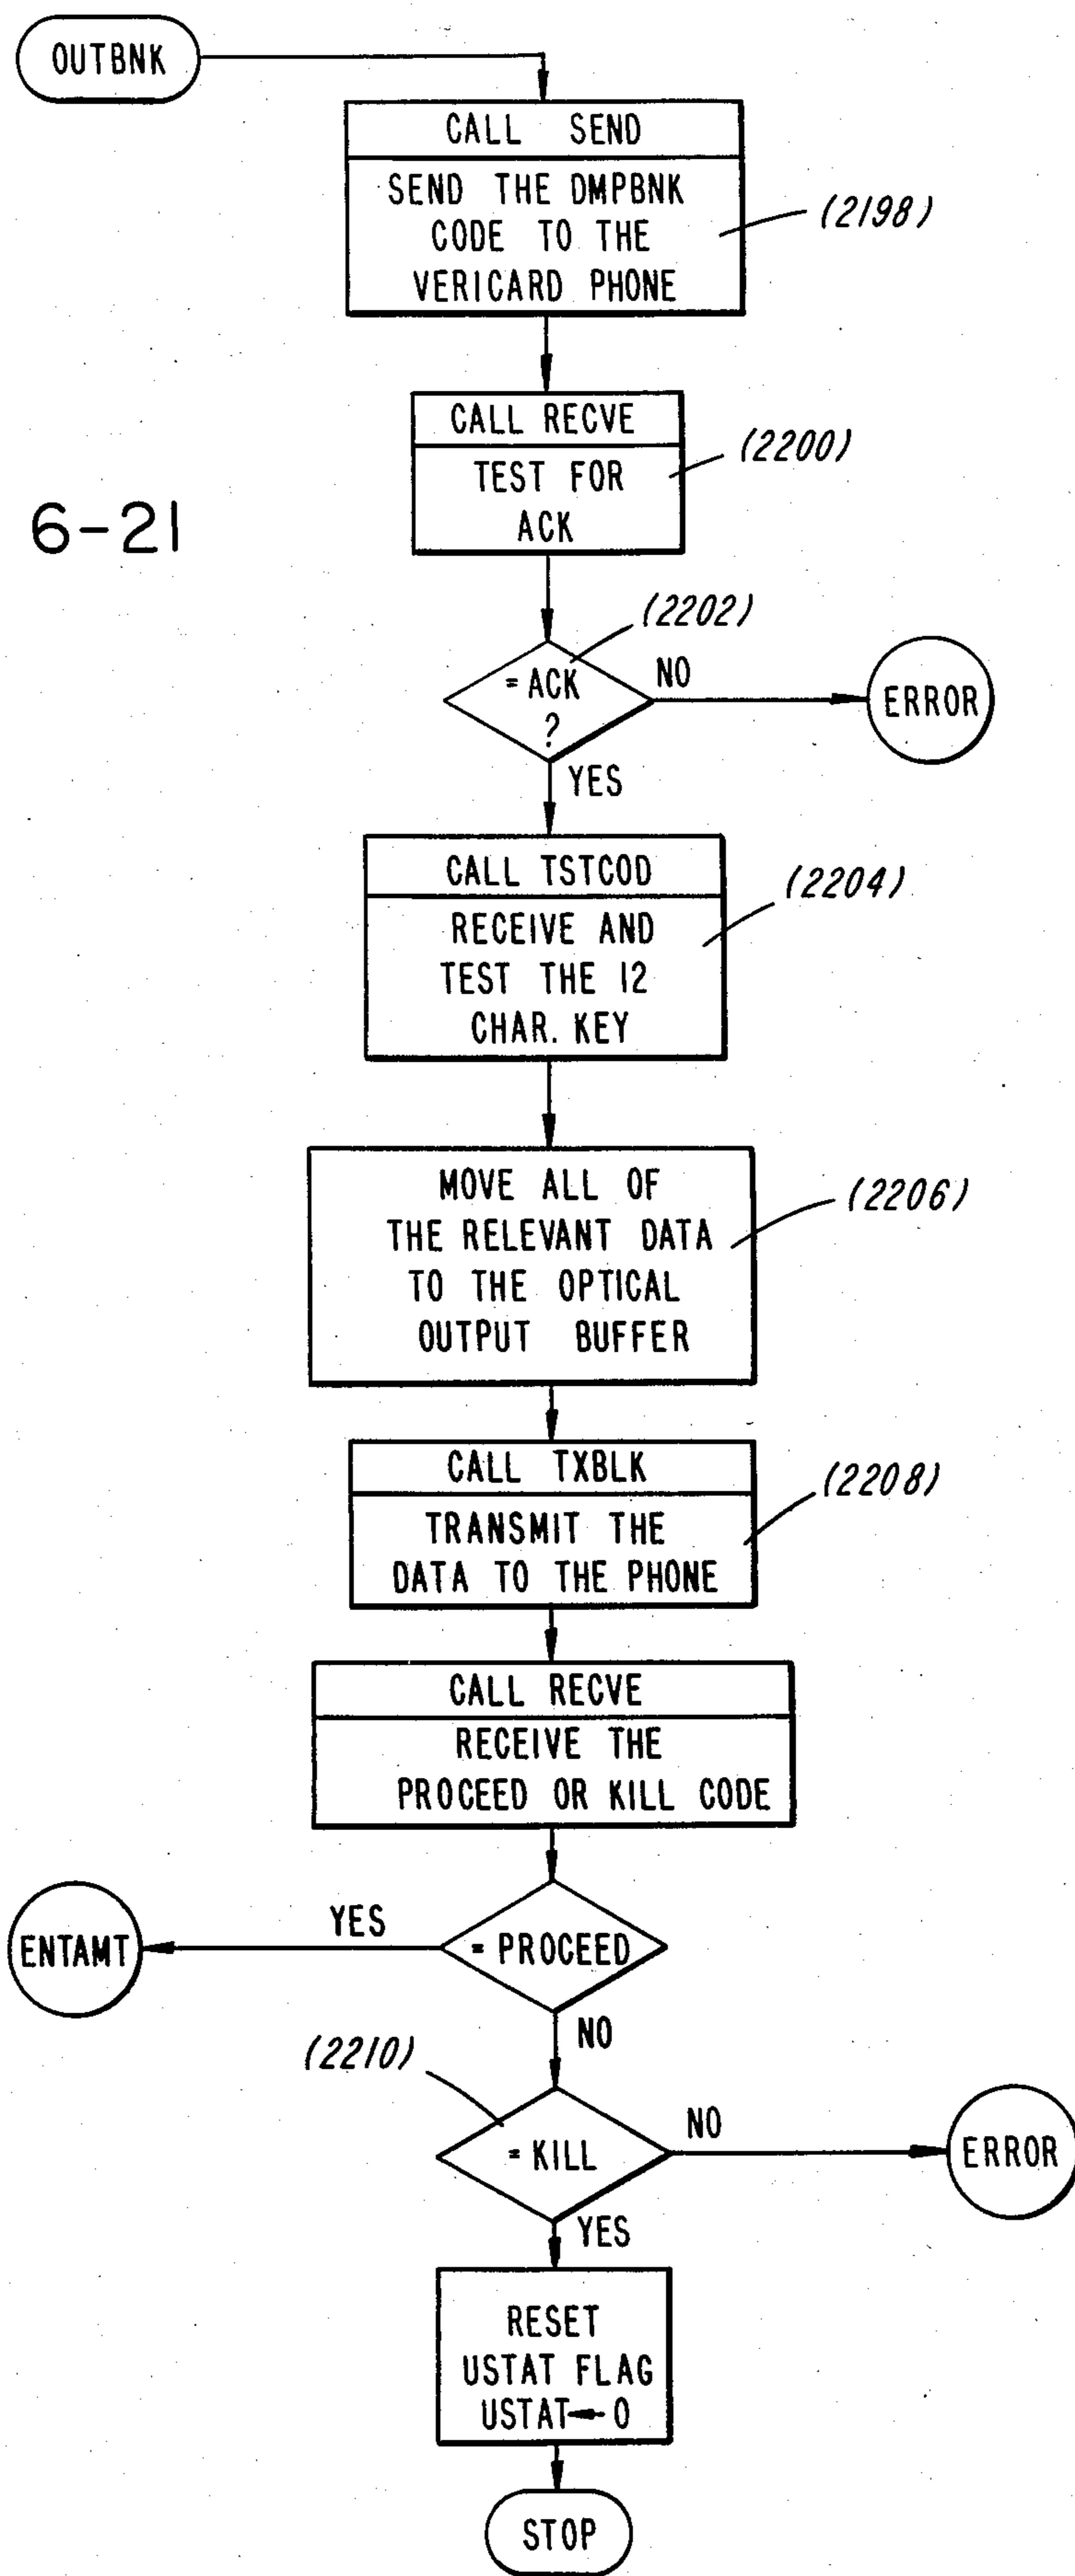 OUTBNK
CALL SEND
SEND THE DMPBNK
CODE TO THE
VERICARD PHONE
(2198)
CALL RECVE
TEST FOR
ACK
(2200)
6-21
(2202)
= ACK
?
NO
ERROR
YES
CALL TSTCOD
RECEIVE AND
TEST THE 12
CHAR. KEY
(2204)
MOVE ALL OF
THE RELEVANT DATA
TO THE OPTICAL
OUTPUT BUFFER
(2206)
CALL TXBLK
TRANSMIT THE
DATA TO THE PHONE
(2208)
CALL RECVE
RECEIVE THE
PROCEED OR KILL CODE
ENTAMT
YES
= PROCEED
NO
(2210)
= KILL
NO
ERROR
YES
RESET
USTAT FLAG
USTAT←0
STOP